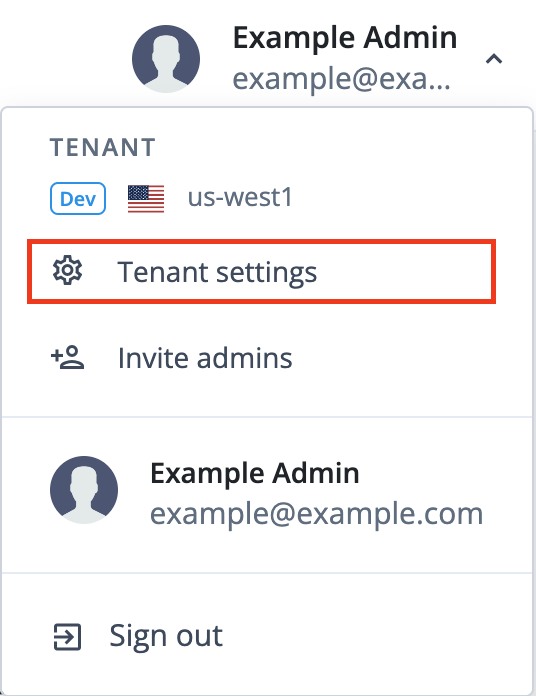 Example Admin
example@exa...
TENANT
Dev us-west1
Tenant settings
Invite admins
Example Admin
example@example.com
Sign out